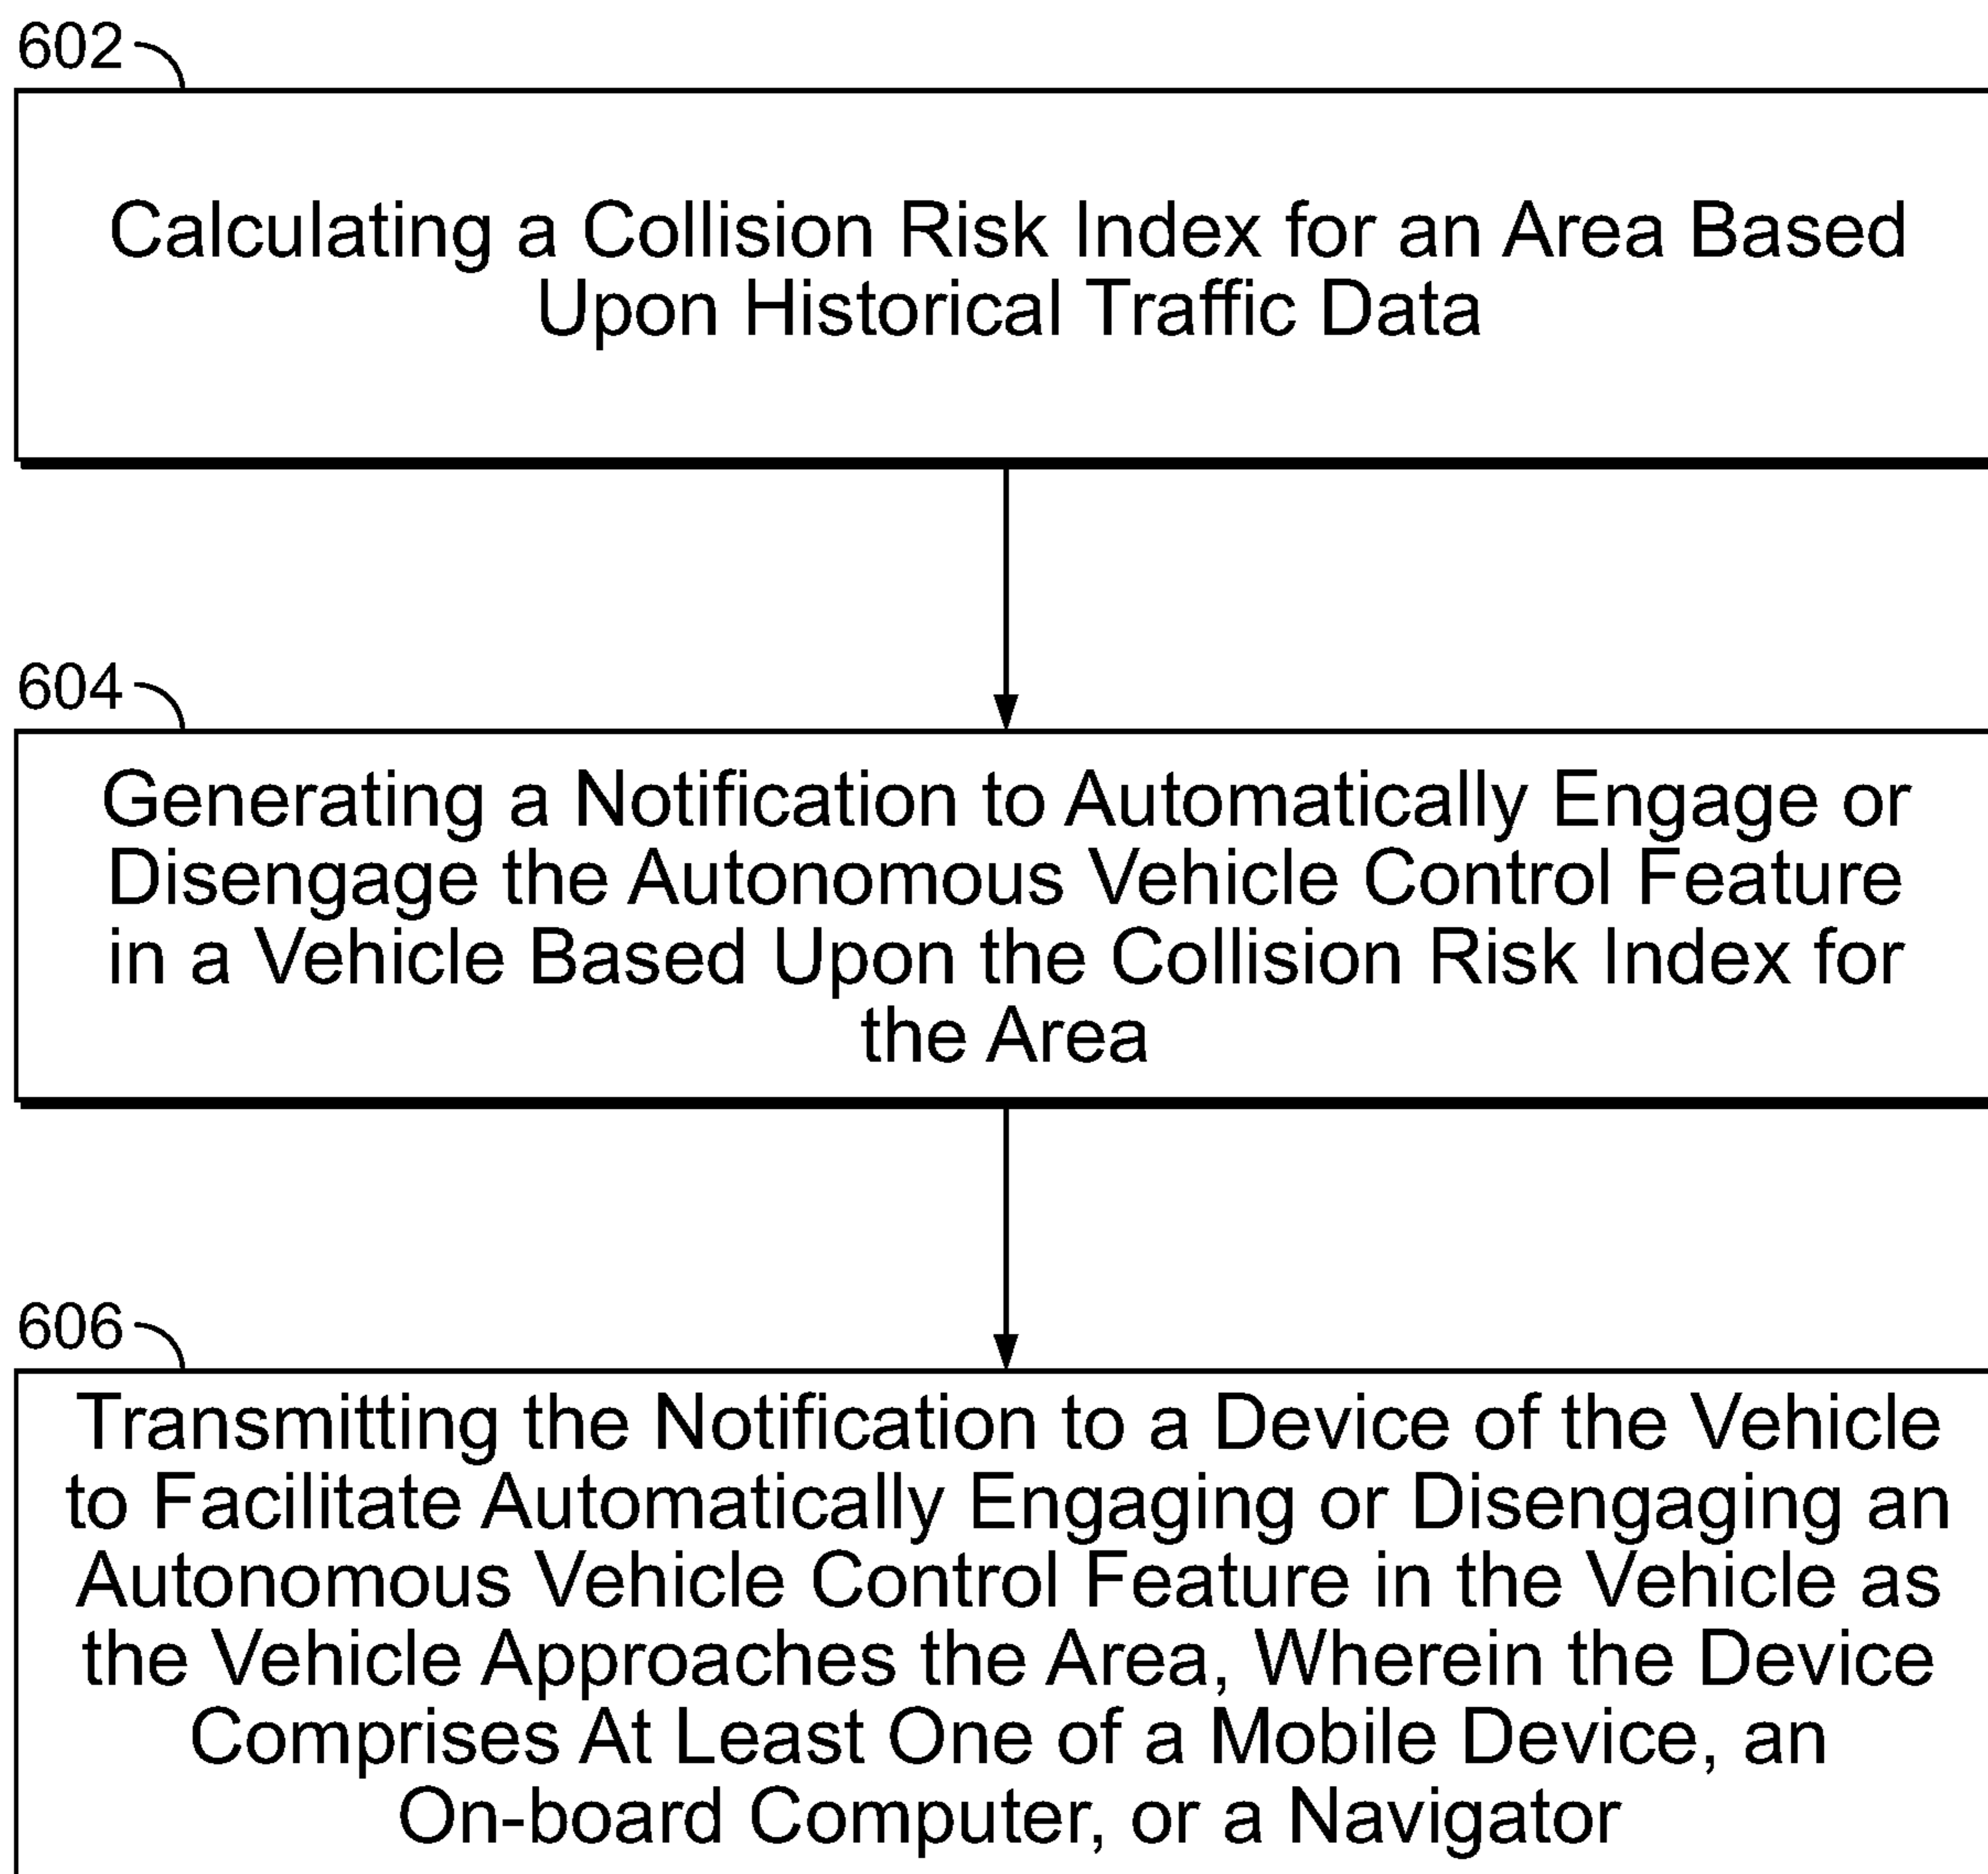 602
Calculating a Collision Risk Index for an Area Based
Upon Historical Traffic Data
604
Generating a Notification to Automatically Engage or
Disengage the Autonomous Vehicle Control Feature
in a Vehicle Based Upon the Collision Risk Index for
the Area
606
Transmitting the Notification to a Device of the Vehicle
to Facilitate Automatically Engaging or Disengaging an
Autonomous Vehicle Control Feature in the Vehicle as
the Vehicle Approaches the Area, Wherein the Device
Comprises At Least One of a Mobile Device, an
On-board Computer, or a Navigator